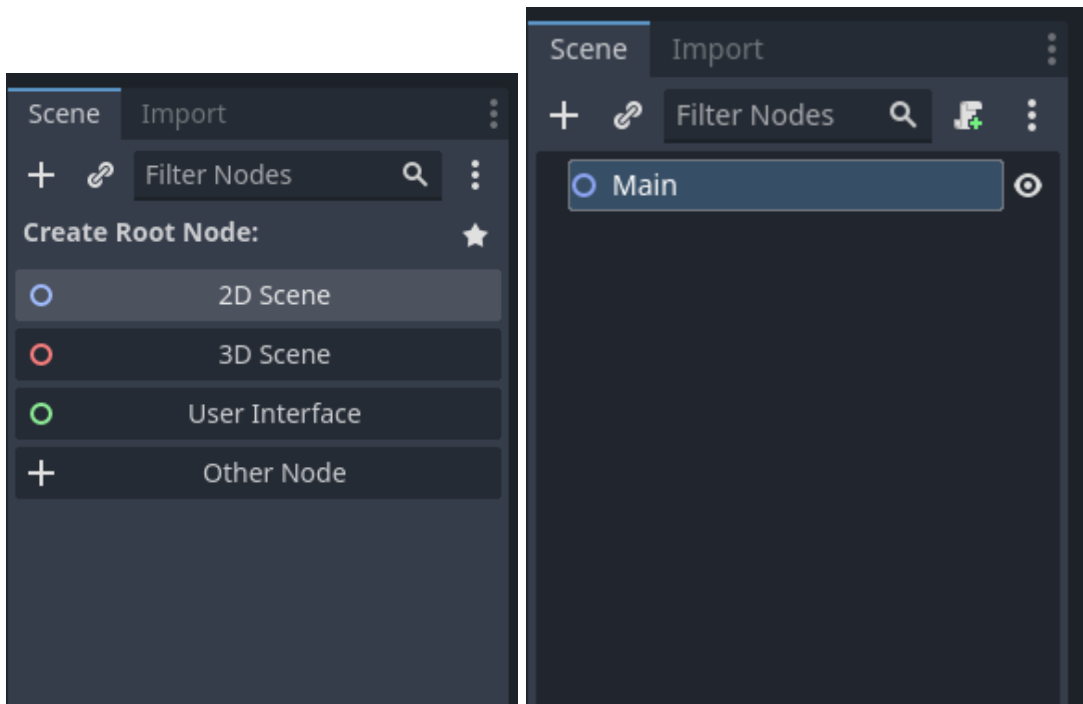 Scene Import
Filter Nodes
Create Root Node:
2D Scene
3D Scene
User Interface
Other Node
Scene Import
Filter Nodes
Main